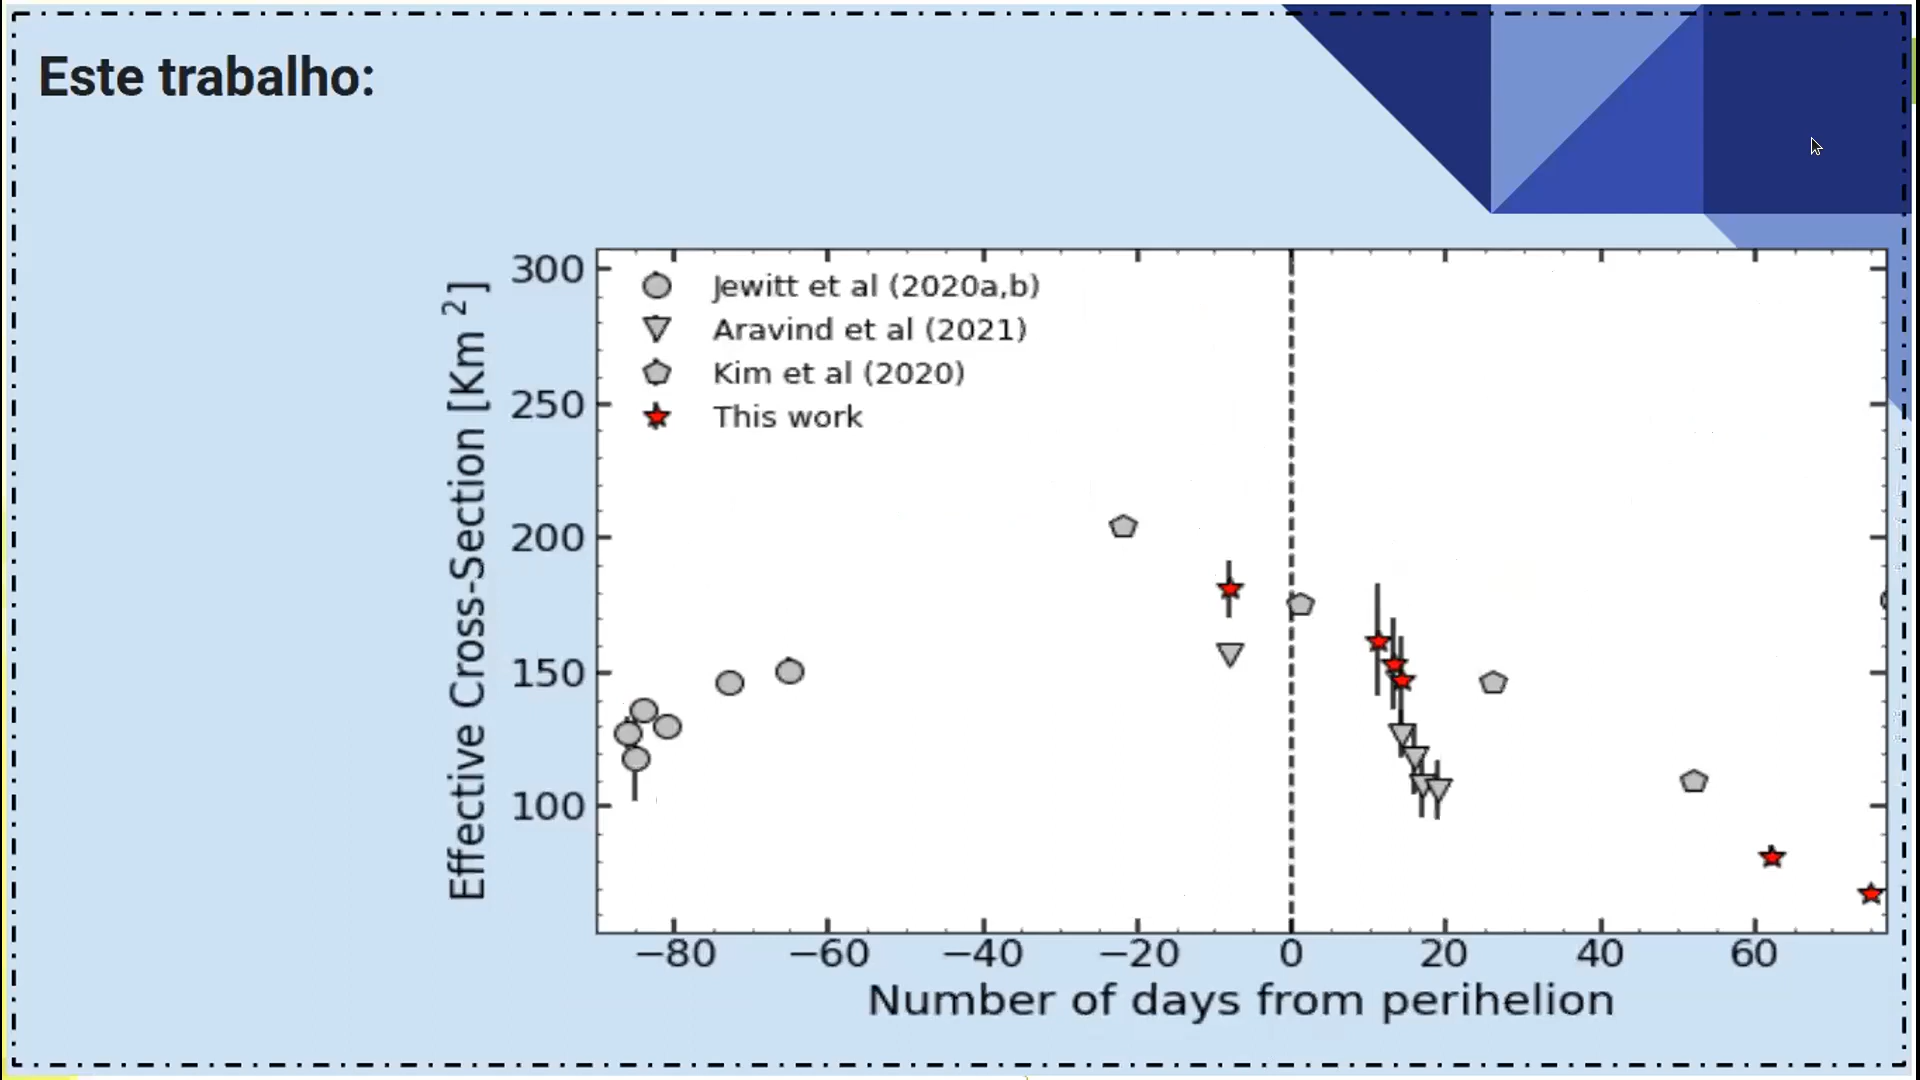 Este trabalho:
300
250
200
150
100
Effective Cross-Section [Km ²]
Jewitt et al (2020a,b)
Aravind et al (2021)
Kim et al (2020)
This work
−80 −60 −40 −20 0 20 40 60
Number of days from perihelion